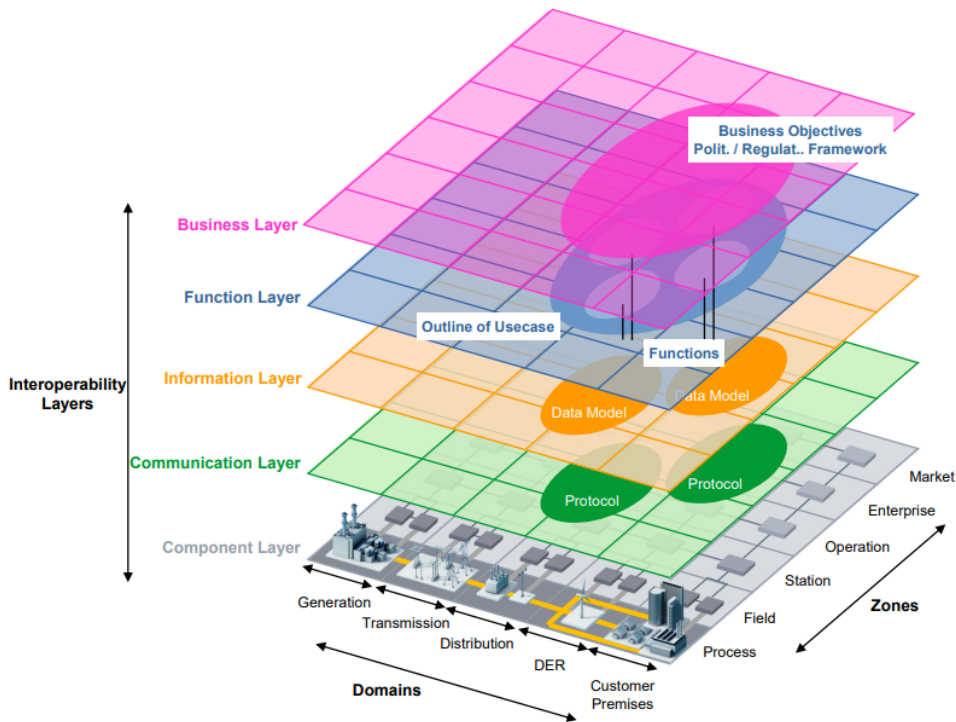 Business Objectives
Polit. / Regulat.. Framework
Business Layer
Function Layer
Outline of Usecase
Functions
Information Layer
Interoperability
Layers
Data Model
Data Model
Communication Layer
Protocol
Protocol
Component Layer
Market
Enterprise
Operation
Station
Field
Process
Zones
Generation
Transmission
Distribution
DER
Customer
Premises
Domains